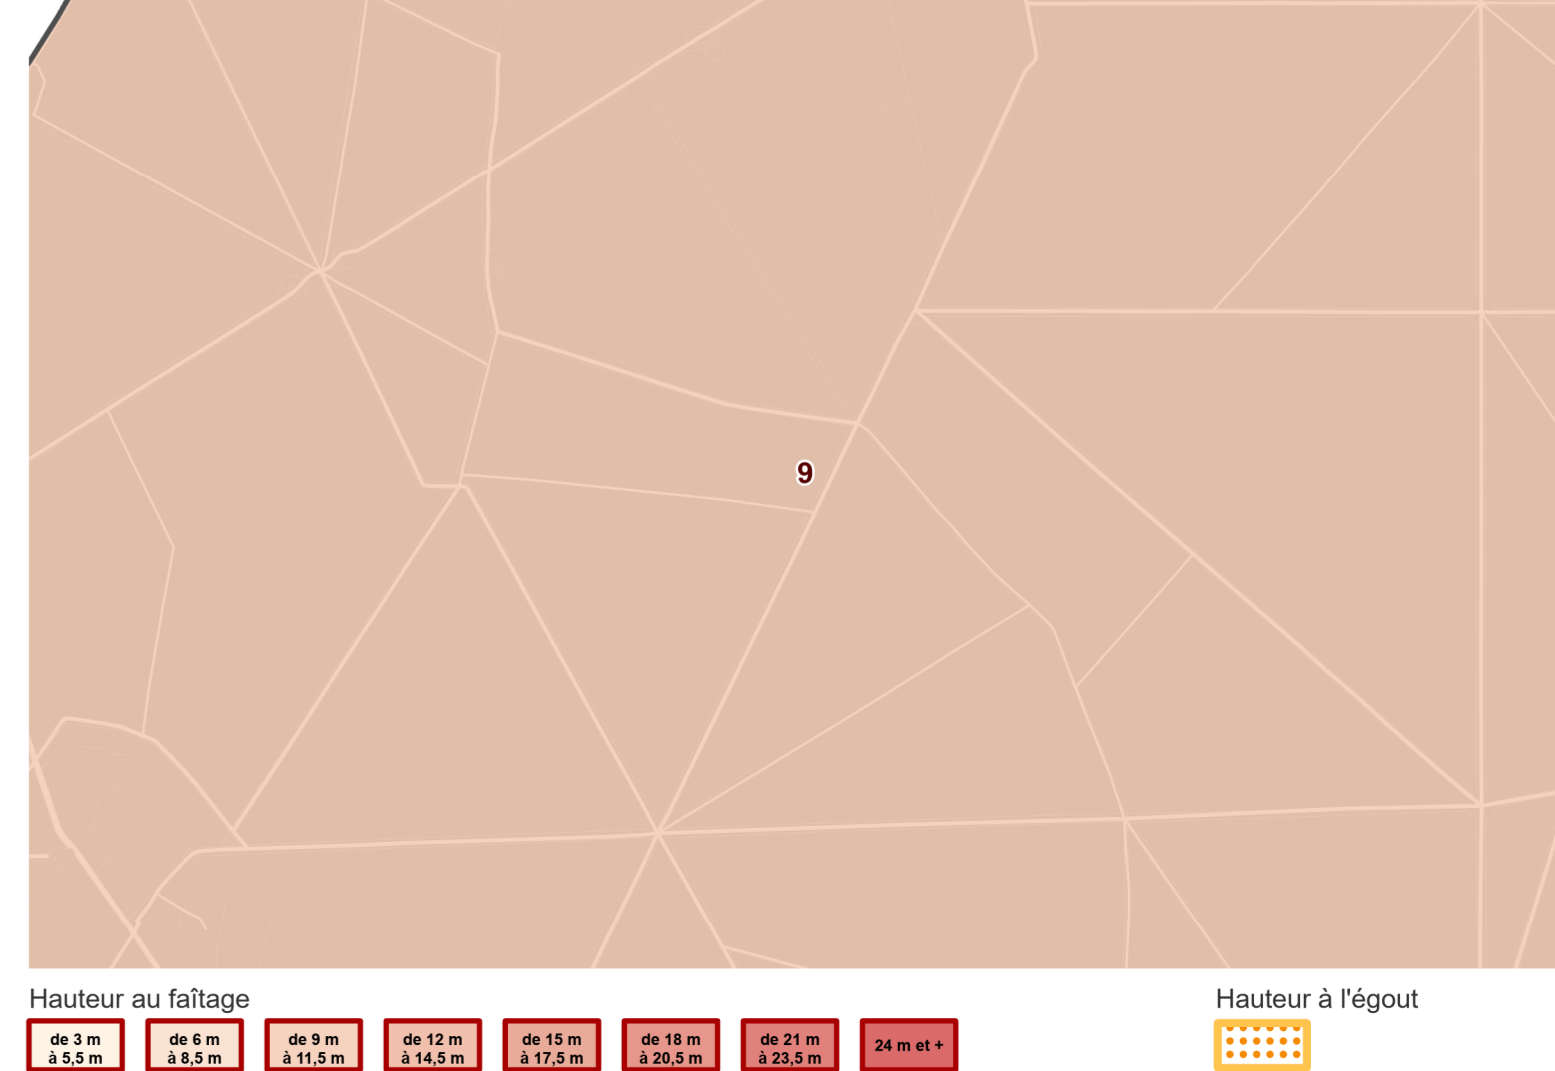 9
Hauteur au faîtage
Hauteur à l'égout
de 3 m
à 5,5 m
de 6 m
à 8,5 m
de 9 m
à 11,5 m
de 12 m
à 14,5 m
de 15 m
à 17,5 m
de 18 m
à 20,5 m
de 21 m
à 23,5 m
24 m et +